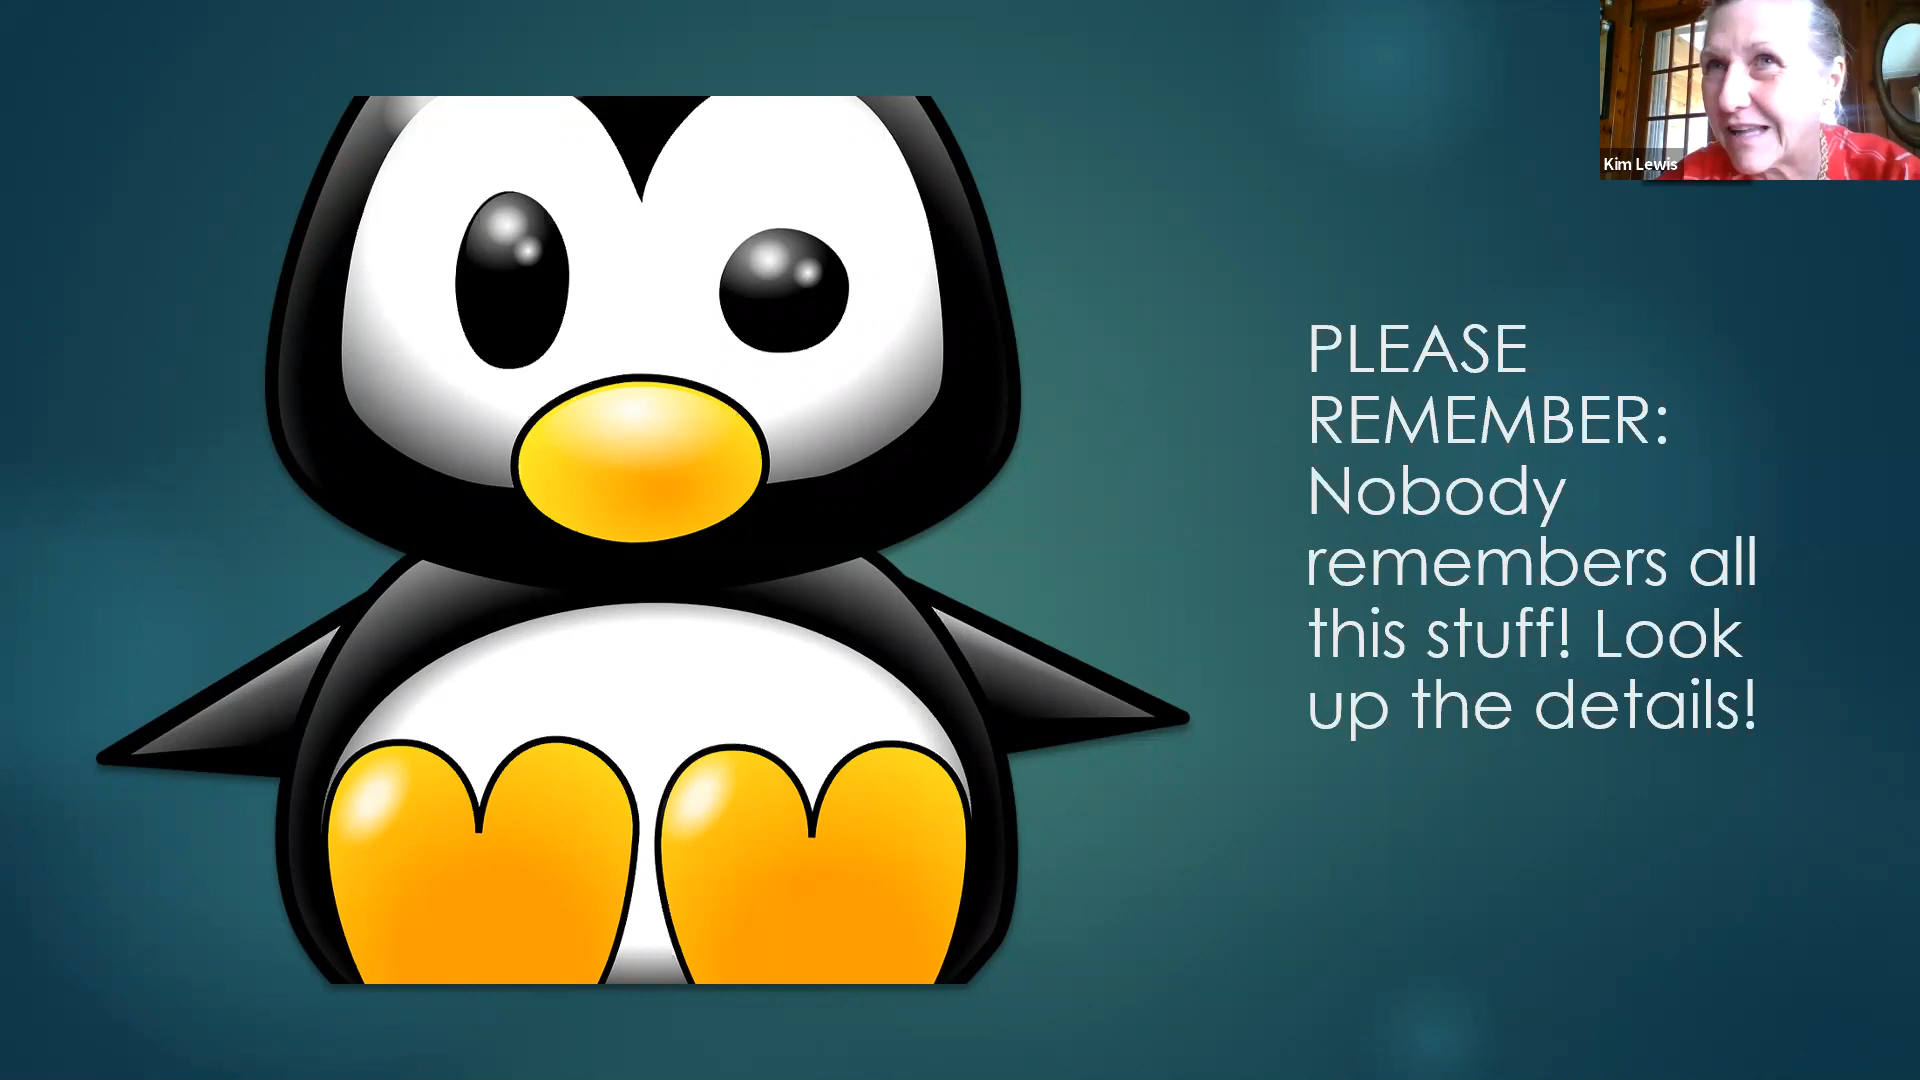 Kim Lewis
PLEASE
REMEMBER:
Nobody
remembers all
this stuff! Look
up the details!